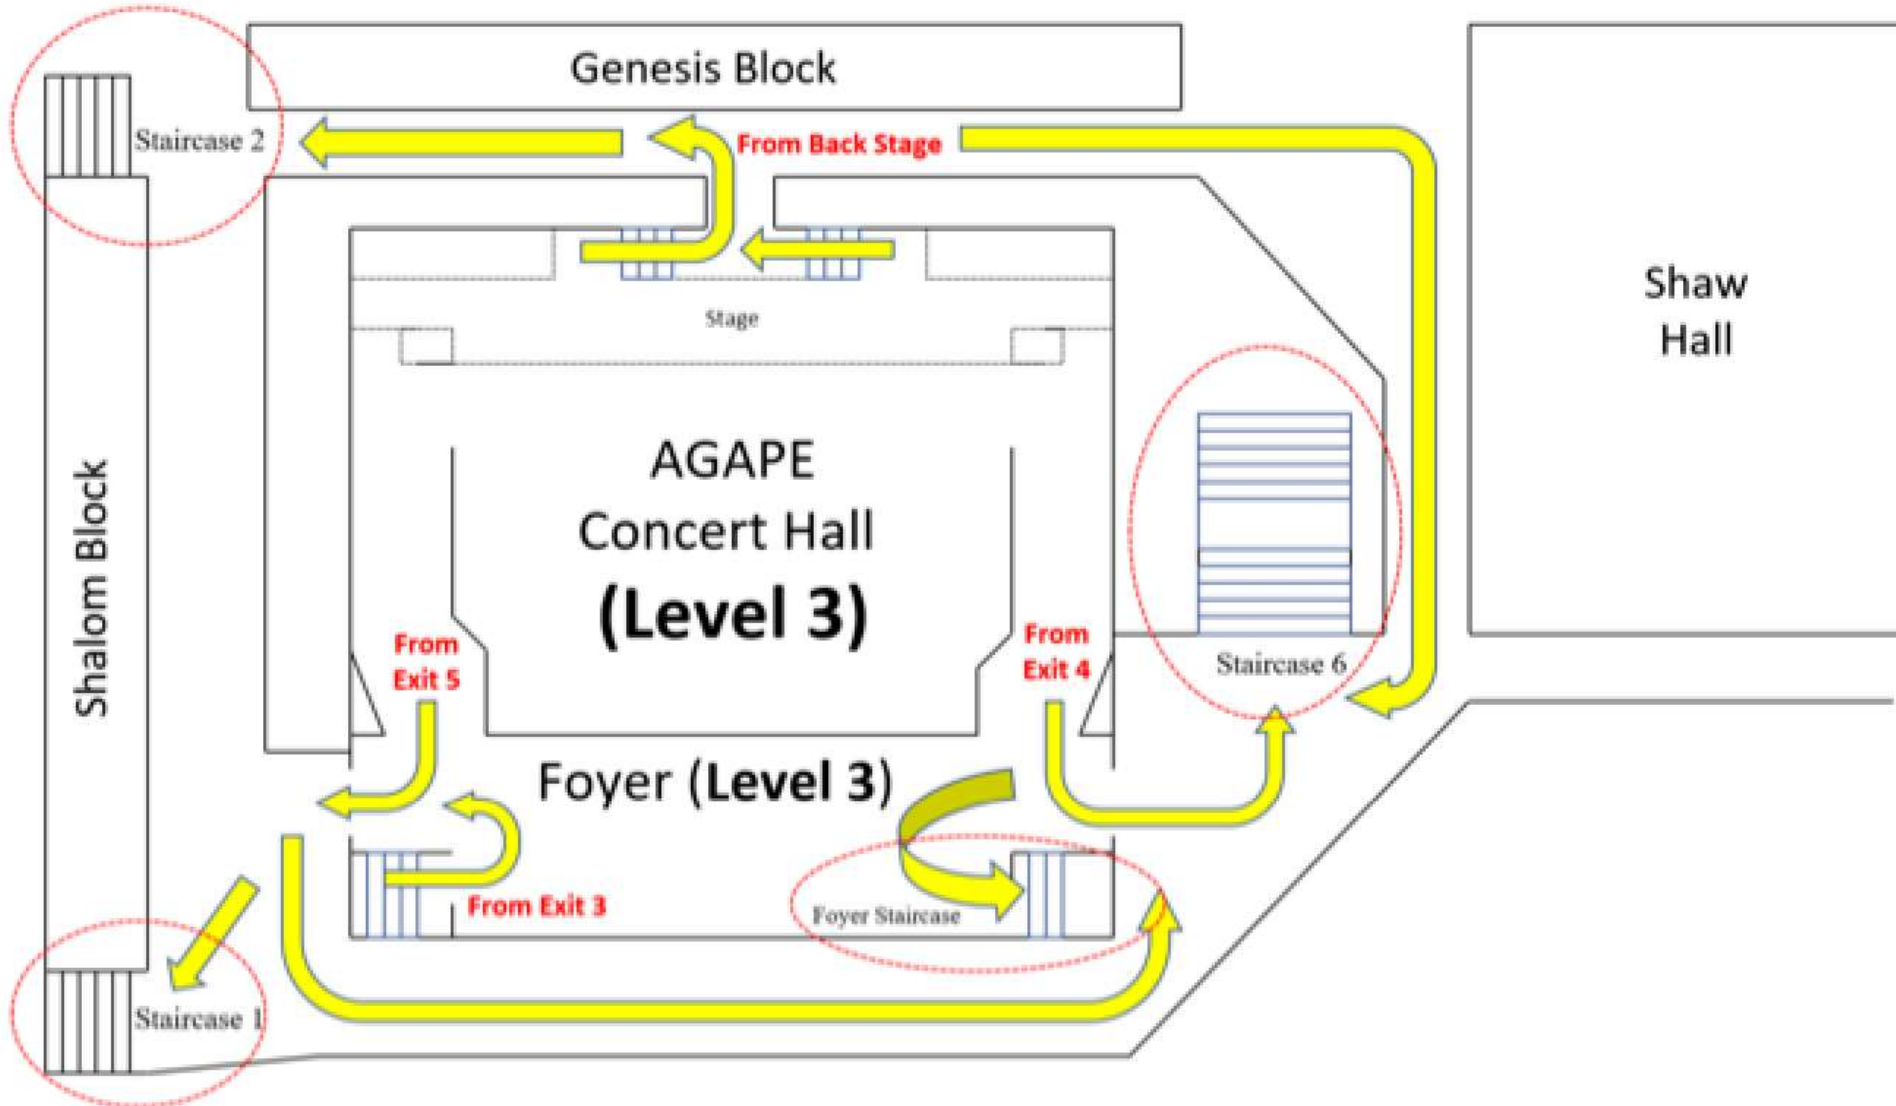 Genesis Block
Staircase 2
From Back Stage
Shaw
Hall
Stage
AGAPE
Concert Hall
(Level 3)
Shalom Block
From
Exit 5
From
Exit 4
Staircase 6
Foyer (Level 3)
From Exit 3
Foyer Staircase
Staircase 1